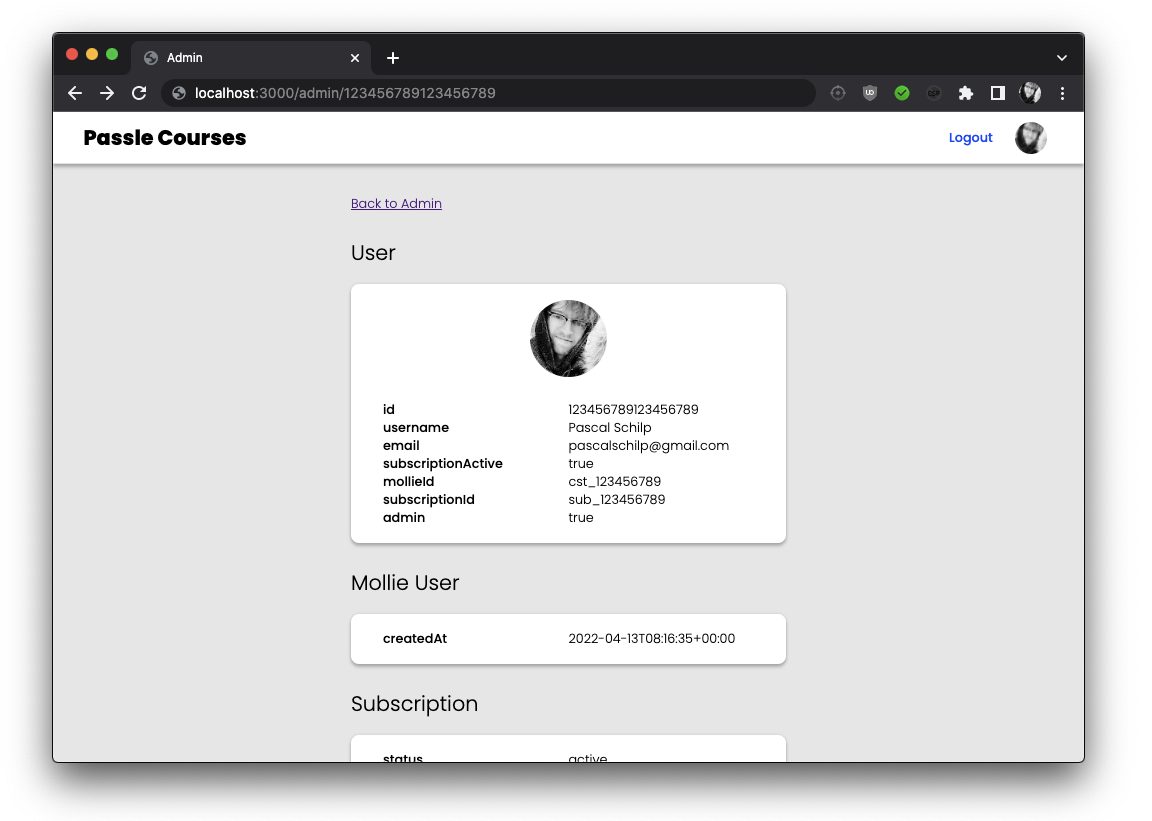 Admin
localhost:3000/admin/123456789123456789
Passle Courses
Logout
Back to Admin
User
id 123456789123456789
username Pascal Schilp
email pascalschilp@gmail.com
subscriptionActive true
mollieId cst_123456789
subscriptionId sub_123456789
admin true
Mollie User
createdAt 2022-04-13T08:16:35+00:00
Subscription
status active